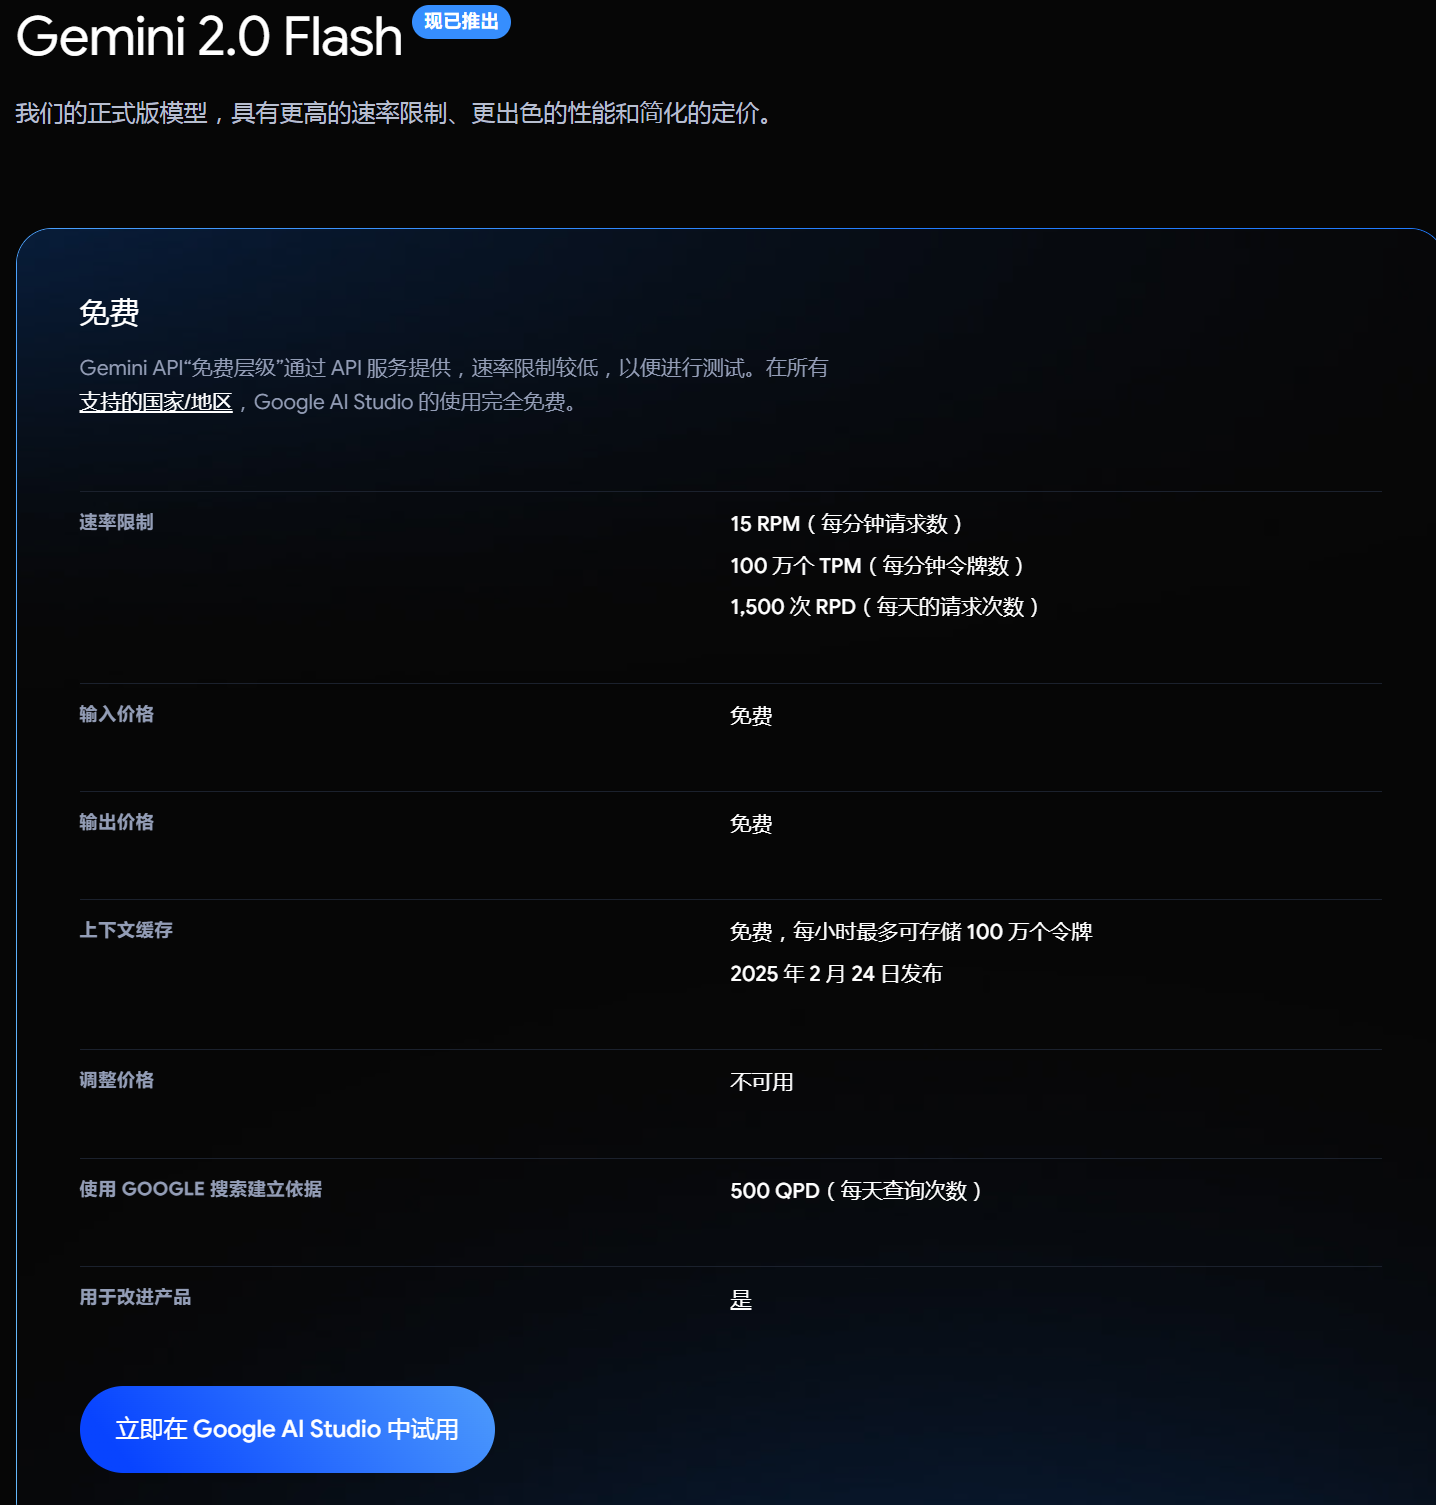 Gemini 2.0 Flash 现已推出
我们的正式版模型，具有更高的速率限制、更出色的性能和简化的定价。
免费
Gemini API“免费层级”通过 API 服务提供，速率限制较低，以便进行测试。在所有
支持的国家/地区，Google AI Studio 的使用完全免费。
速率限制
15 RPM（每分钟请求数）
100 万个 TPM（每分钟令牌数）
1,500 次 RPD（每天的请求次数）
输入价格
免费
输出价格
免费
上下文缓存
免费，每小时最多可存储 100 万个令牌
2025 年 2 月 24 日发布
调整价格
不可用
使用 GOOGLE 搜索建立依据
500 QPD（每天查询次数）
用于改进产品
是
立即在 Google AI Studio 中试用